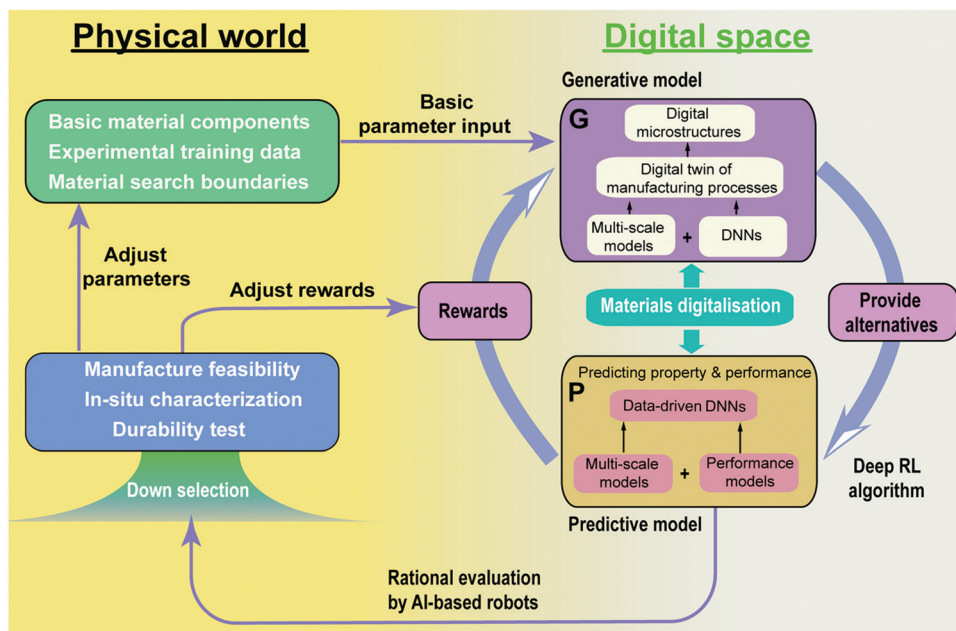 Physical world
Digital space
Generative model
Basic material components
Experimental training data
Material search boundaries
Basic
parameter input
G
Digital
microstructures
Digital twin of
manufacturing processes
Multi-scale
models
+
DNNs
Adjust
parameters
Adjust rewards
Rewards
Materials digitalisation
Provide
alternatives
Manufacture feasibility
In-situ characterization
Durability test
Down selection
Predicting property & performance
P
Data-driven DNNs
Multi-scale
models
+
Performance
models
Predictive model
Deep RL
algorithm
Rational evaluation
by AI-based robots